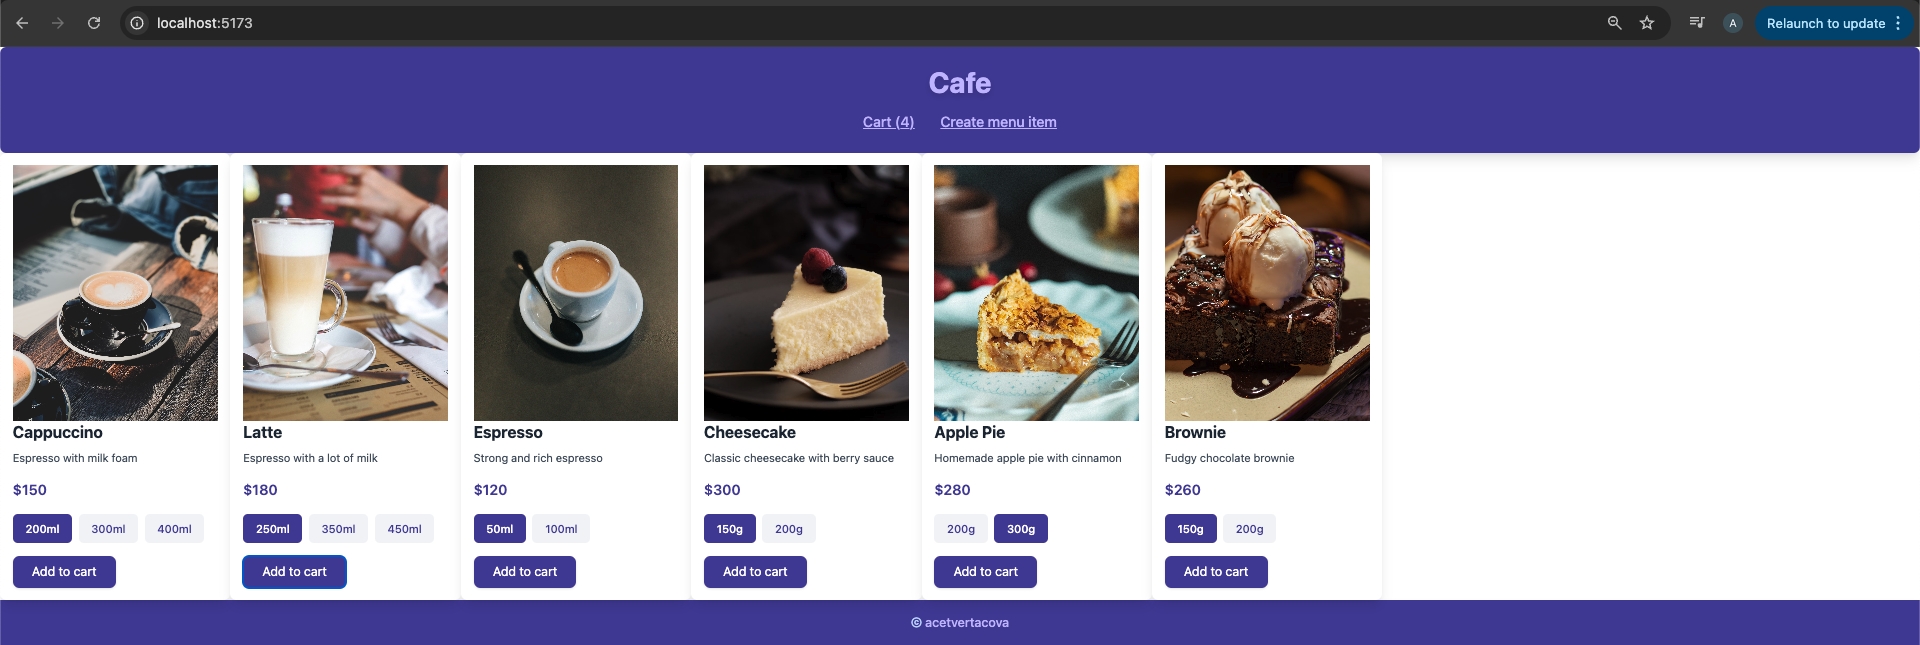 localhost:5173
A
Relaunch to update
Cafe
Cart (4) Create menu item
Cappuccino
Espresso with milk foam
$150
200ml 300ml 400ml
Add to cart
Latte
Espresso with a lot of milk
$180
250ml 350ml 450ml
Add to cart
Espresso
Strong and rich espresso
$120
50ml 100ml
Add to cart
Cheesecake
Classic cheesecake with berry sauce
$300
150g 200g
Add to cart
Apple Pie
Homemade apple pie with cinnamon
$280
200g 300g
Add to cart
Brownie
Fudgy chocolate brownie
$260
150g 200g
Add to cart
© acetvertacova